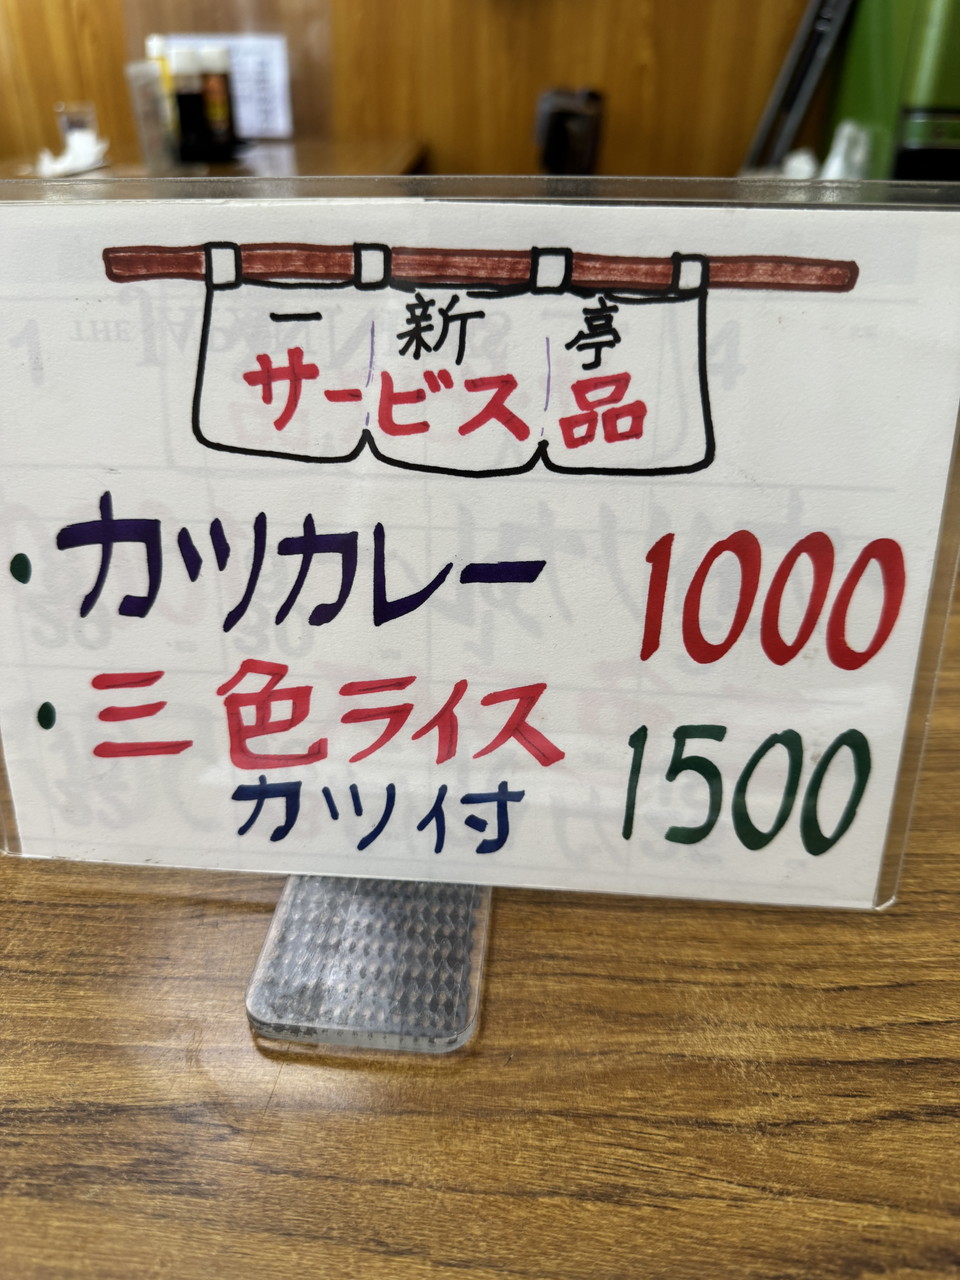 一新亭
サービス品
・カツカレー 1000
・三色ライス 1500
カツ付